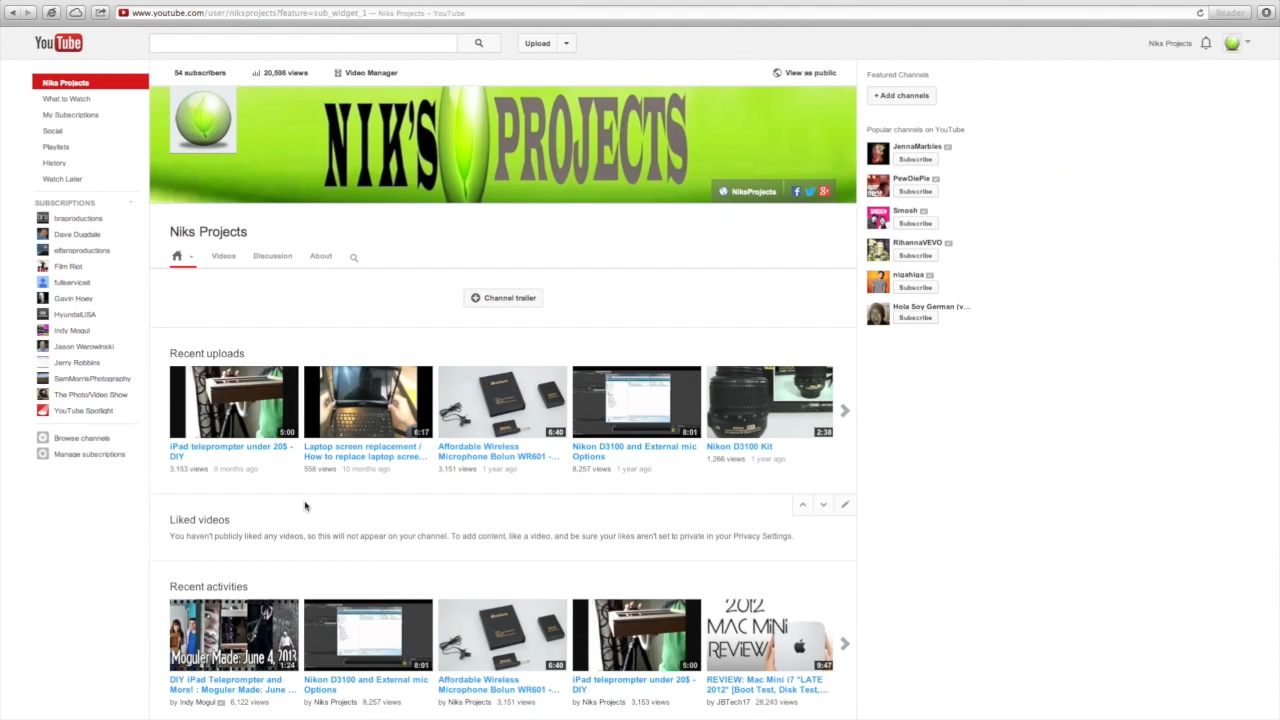 www.youtube.com/user/niksprojects?feature=sub_widget_1 — Niks Projects – YouTube
Reader
YouTube
Upload
Niks Projects
54 subscribers
20,598 views
Video Manager
View as public
NIK'S PROJECTS
NiksProjects
Niks Projects
What to Watch
My Subscriptions
Social
Playlists
History
Watch Later
SUBSCRIPTIONS
braproductions
Dave Dugdale
elfaroproductions
Film Riot
fullserviceit
Gavin Hoey
HyundaiUSA
Indy Mogul
Jason Werowinski
Jerry Robbins
SamMorrisPhotography
The Photo/Video Show
YouTube Spotlight
Browse channels
Manage subscriptions
Niks Projects
Videos
Discussion
About
Channel trailer
Recent uploads
5:00
iPad teleprompter under 20$ -
DIY
3,153 views 9 months ago
6:17
Laptop screen replacement /
How to replace laptop scree...
558 views 10 months ago
6:40
Affordable Wireless
Microphone Bolun WR601 -...
3,151 views 1 year ago
8:01
Nikon D3100 and External mic
Options
8,257 views 1 year ago
2:38
Nikon D3100 Kit
1,266 views 1 year ago
Liked videos
You haven't publicly liked any videos, so this will not appear on your channel. To add content, like a video, and be sure your likes aren't set to private in your Privacy Settings.
Recent activities
Moguler Made: June 4, 2013
1:24
DIY iPad Teleprompter and
More! : Moguler Made: June ...
by Indy Mogul 6,122 views
8:01
Nikon D3100 and External mic
Options
by Niks Projects 8,257 views
6:40
Affordable Wireless
Microphone Bolun WR601 -...
by Niks Projects 3,151 views
5:00
iPad teleprompter under 20$ -
DIY
by Niks Projects 3,153 views
2012
MAC MINI
REVIEW
9:47
REVIEW: Mac Mini i7 "LATE
2012" [Boot Test, Disk Test,...
by JBTech17 28,243 views
Featured Channels
+ Add channels
Popular channels on YouTube
JennaMarbles
Subscribe
PewDiePie
Subscribe
Smosh
Subscribe
RihannaVEVO
Subscribe
nigahiga
Subscribe
Hola Soy German (v...
Subscribe